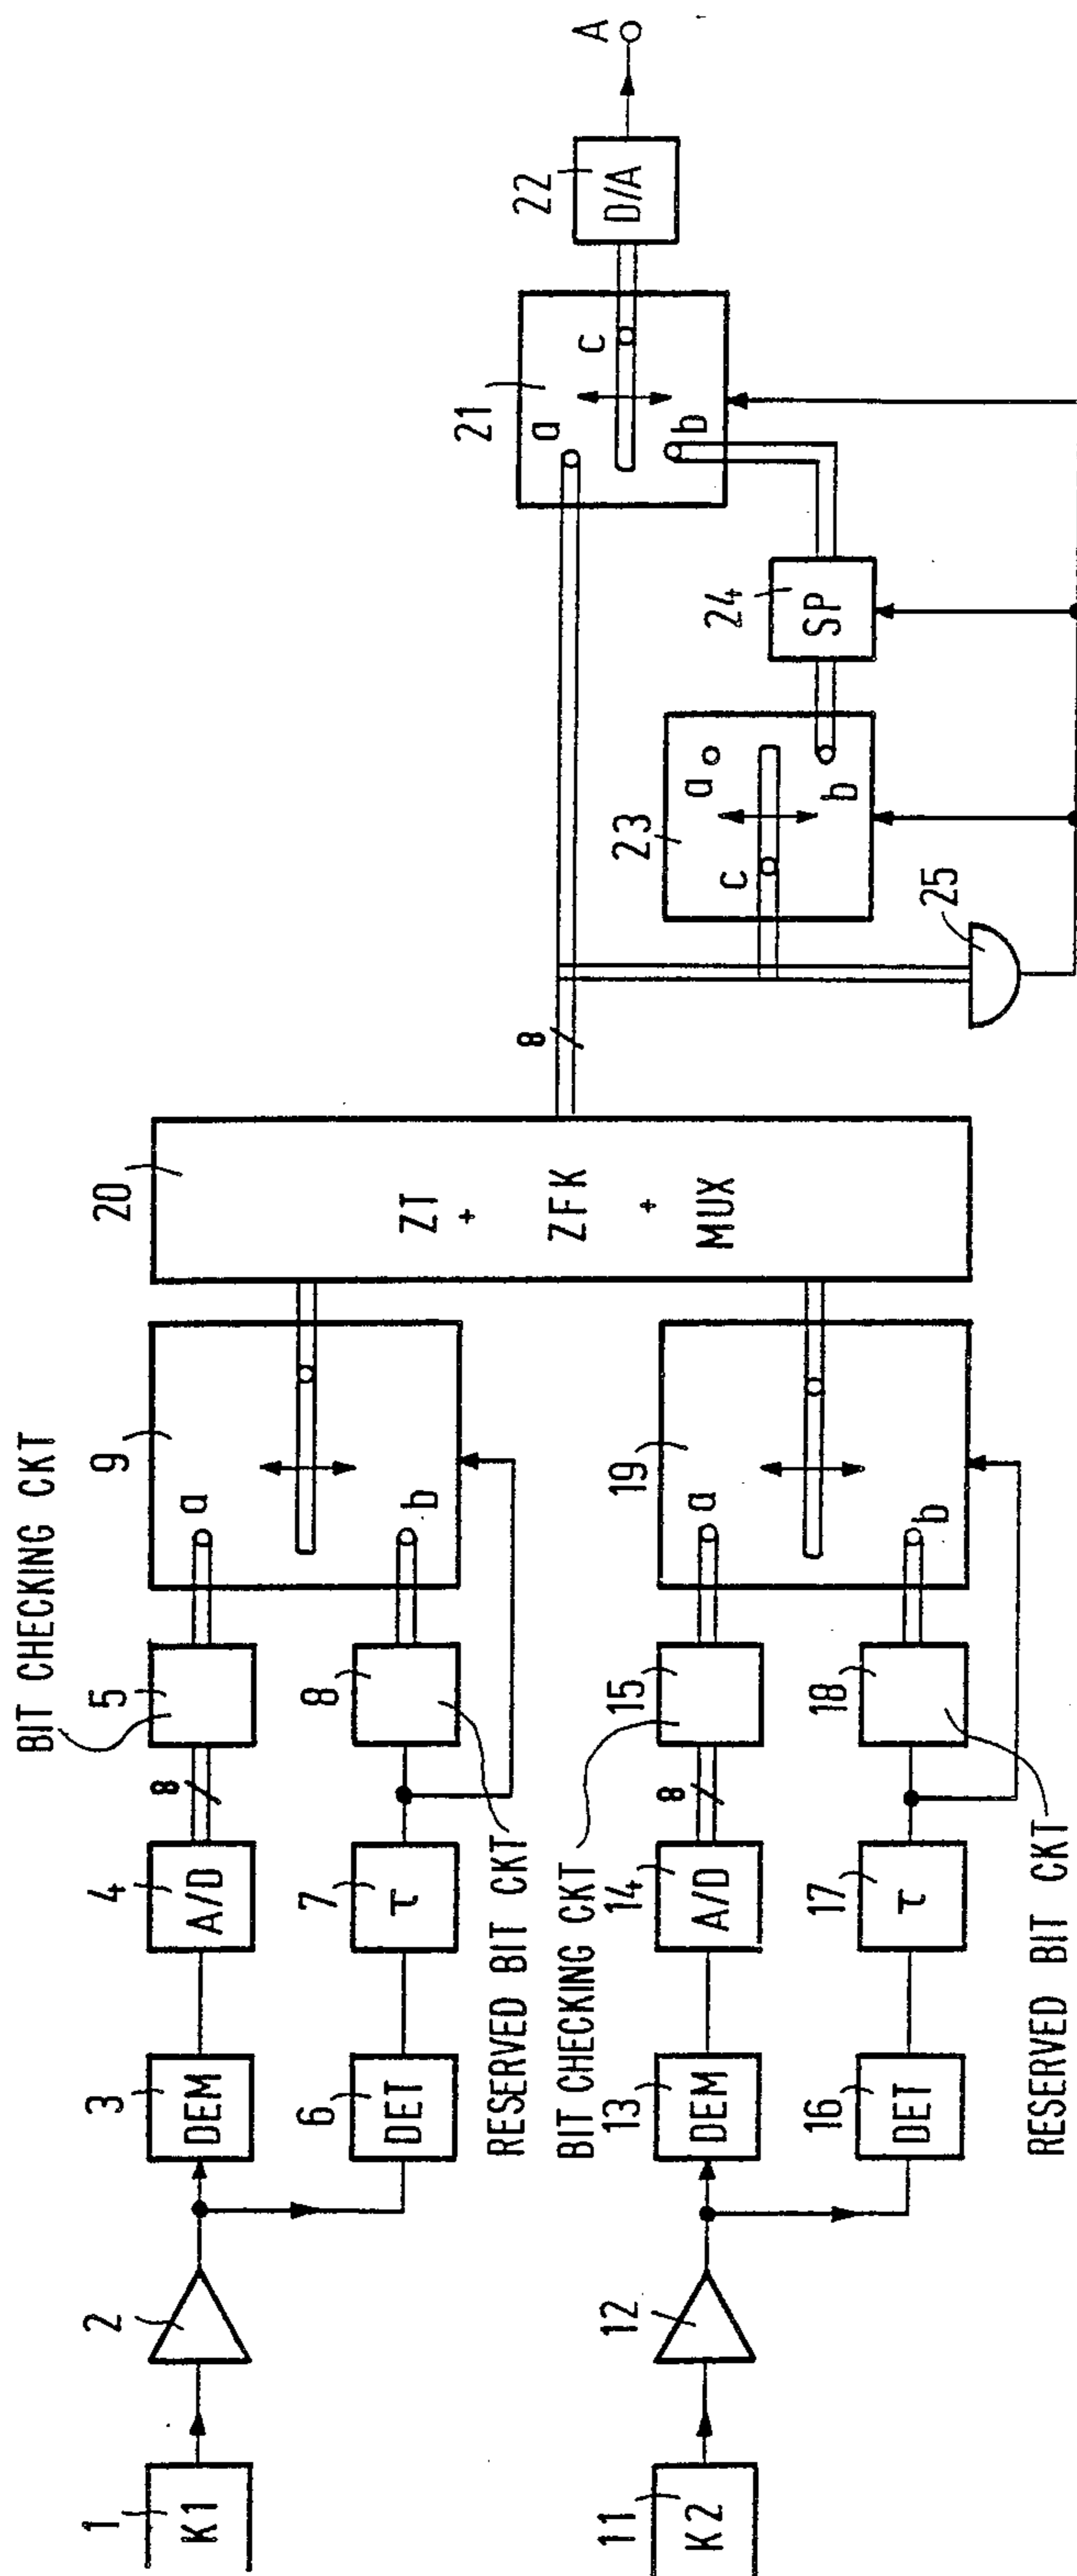 1
K1
2
3
DEM
4
A/D
8
5
BIT CHECKING CKT
6
DET
7
τ
8
RESERVED BIT CKT
9
a
b
11
K2
12
13
DEM
14
A/D
8
15
BIT CHECKING CKT
16
DET
17
τ
18
RESERVED BIT CKT
19
a
b
20
ZT
+
ZFK
+
MUX
8
21
a
c
b
22
D/A
A
23
a
c
b
24
SP
25